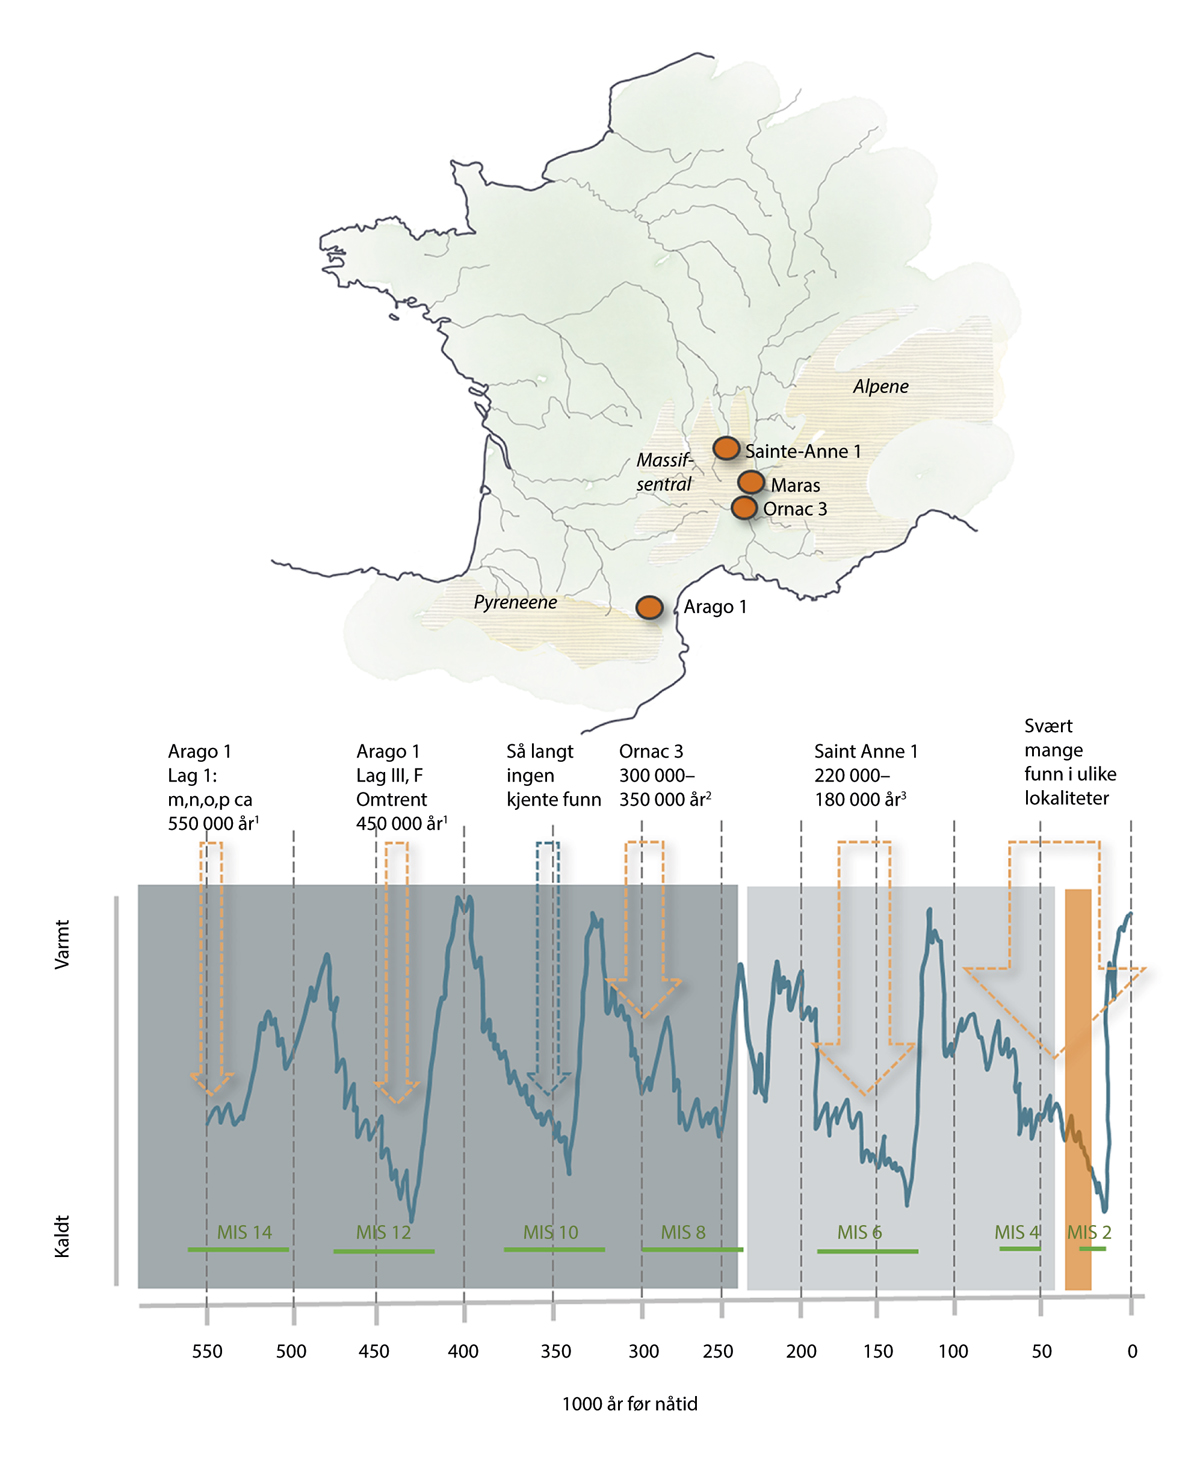 Alpene
Massif-
sentral
Sainte-Anne 1
Maras
Ornac 3
Pyreneene
Arago 1
Arago 1
Lag 1:
m,n,o,p ca
550 000 år¹
Arago 1
Lag III, F
Omtrent
450 000 år¹
Så langt
ingen
kjente funn
Ornac 3
300 000–
350 000 år²
Saint Anne 1
220 000–
180 000 år³
Svært
mange
funn i ulike
lokaliteter
Varmt
Kaldt
MIS 14
MIS 12
MIS 10
MIS 8
MIS 6
MIS 4
MIS 2
550
500
450
400
350
300
250
200
150
100
50
0
1000 år før nåtid